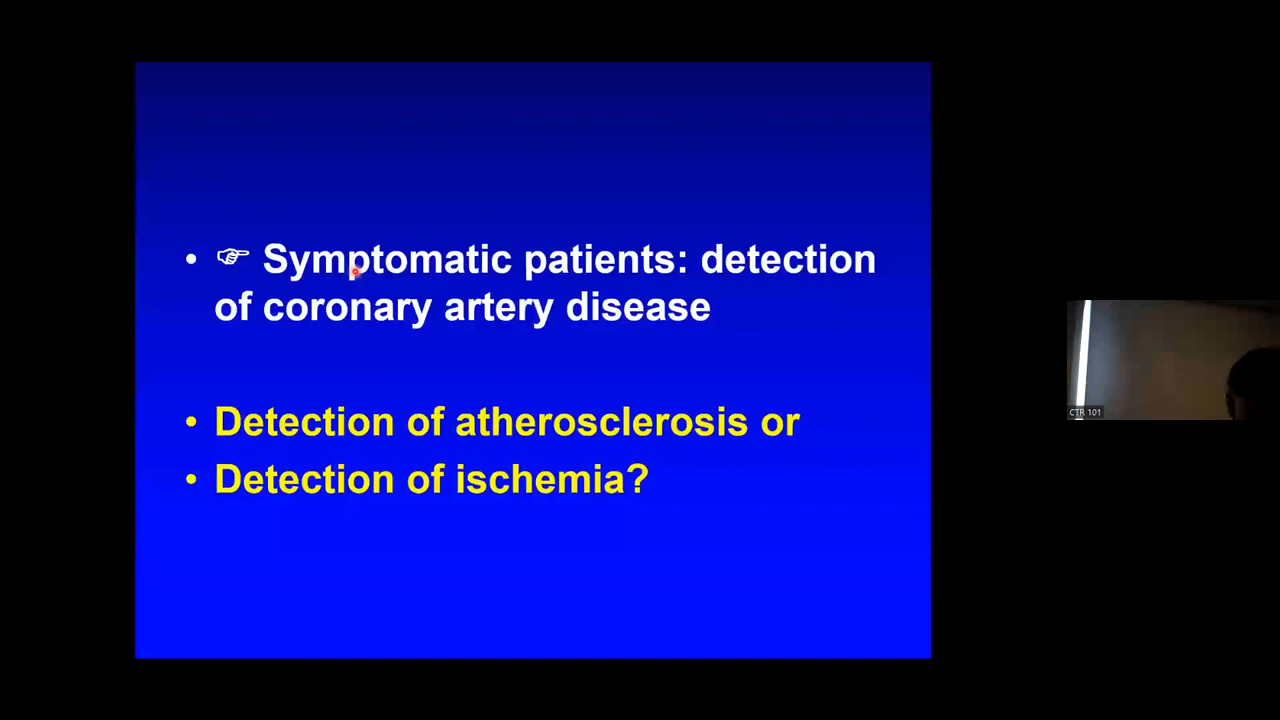 • ☞ Symptomatic patients: detection
of coronary artery disease
• Detection of atherosclerosis or
• Detection of ischemia?
CTR 101